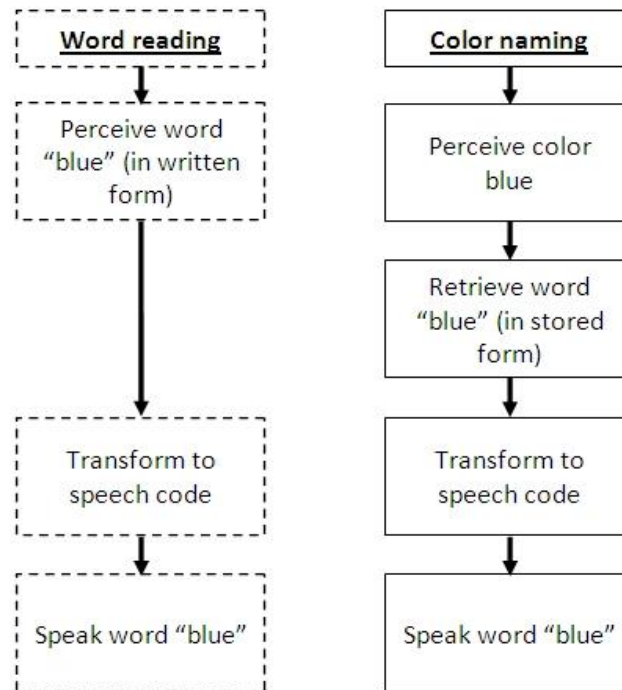 Word reading
Perceive word
“blue” (in written
form)
Transform to
speech code
Speak word “blue”
Color naming
Perceive color
blue
Retrieve word
“blue” (in stored
form)
Transform to
speech code
Speak word “blue”